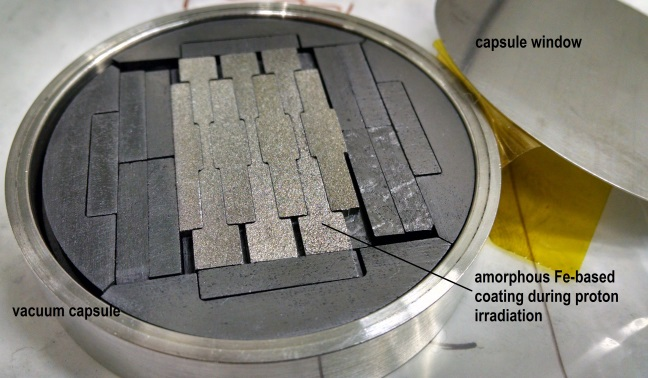 capsule window
amorphous Fe-based
coating during proton
irradiation
vacuum capsule